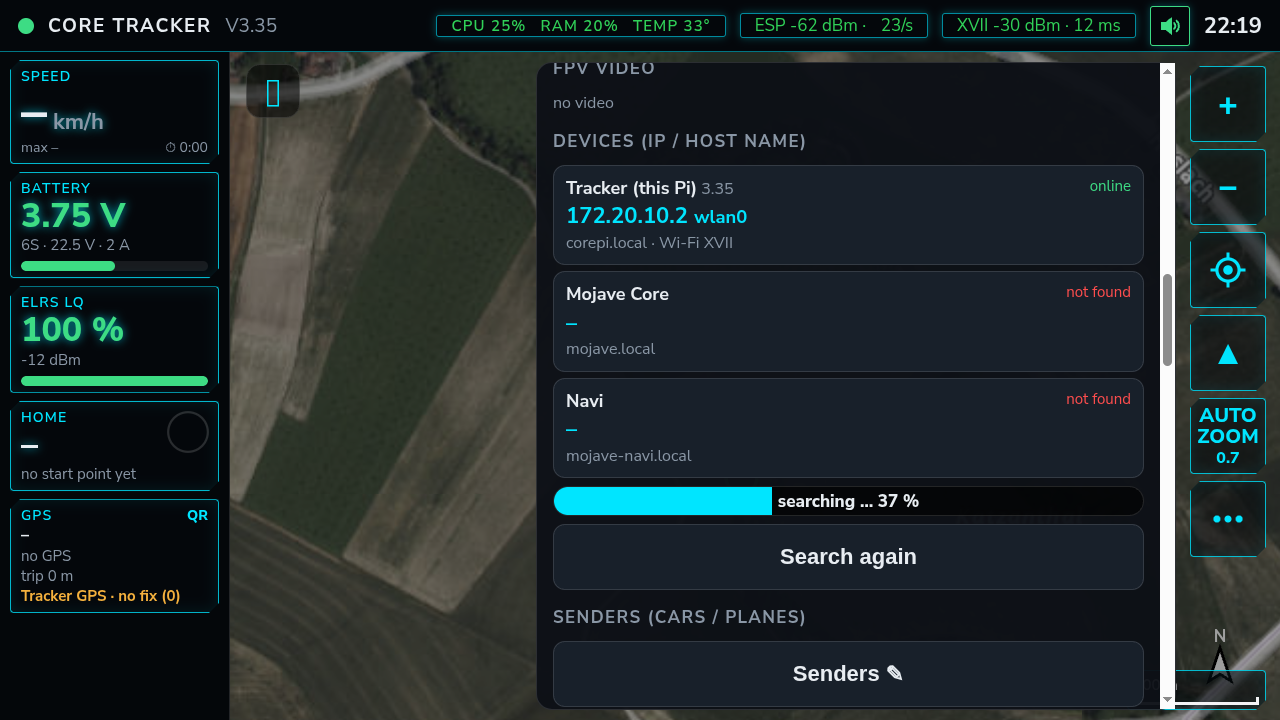 CORE TRACKER V3.35
CPU 25% RAM 20% TEMP 33°
ESP -62 dBm · 23/s
XVII -30 dBm · 12 ms
22:19
SPEED
– km/h
max – ⏱ 0:00
BATTERY
3.75 V
6S · 22.5 V · 2 A
ELRS LQ
100 %
-12 dBm
HOME
–
no start point yet
GPS QR
–
no GPS
trip 0 m
Tracker GPS · no fix (0)
FPV VIDEO
no video
DEVICES (IP / HOST NAME)
Tracker (this Pi) 3.35 online
172.20.10.2 wlan0
corepi.local · Wi-Fi XVII
Mojave Core not found
–
mojave.local
Navi not found
–
mojave-navi.local
searching ... 37 %
Search again
SENDERS (CARS / PLANES)
Senders ✎
+
−
▲
AUTO
ZOOM
0.7
•••
N